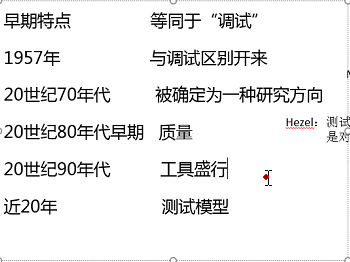 早期特点 等同于“调试”
1957年 与调试区别开来
20世纪70年代 被确定为一种研究方向
20世纪80年代早期 质量
Hezel：测试
是对
20世纪90年代 工具盛行
近20年 测试模型